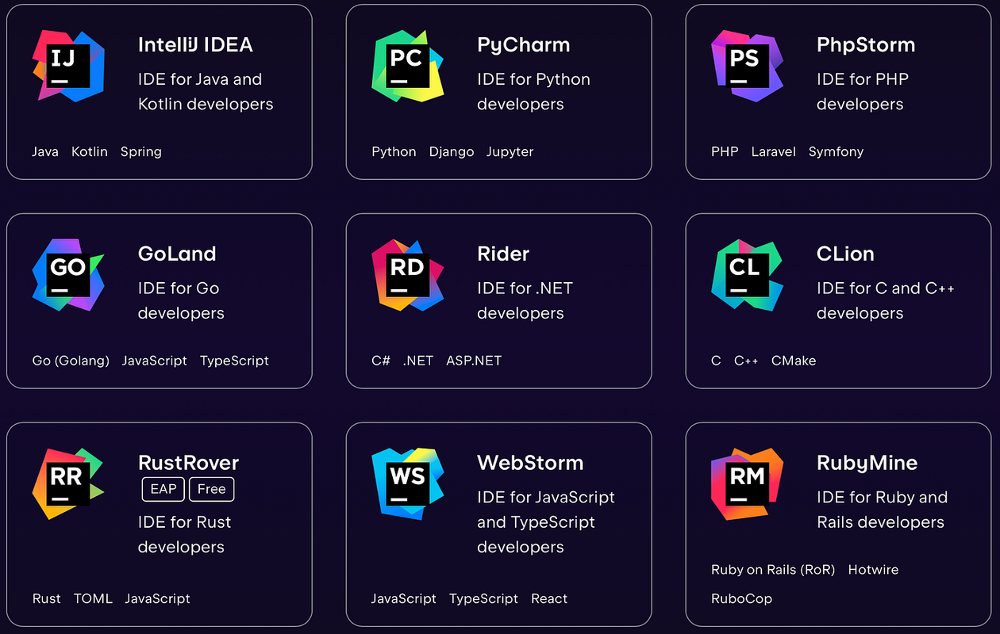 IJ
IntelliJ IDEA
IDE for Java and
Kotlin developers
Java Kotlin Spring
PC
PyCharm
IDE for Python
developers
Python Django Jupyter
PS
PhpStorm
IDE for PHP
developers
PHP Laravel Symfony
GO
GoLand
IDE for Go
developers
Go (Golang) JavaScript TypeScript
RD
Rider
IDE for .NET
developers
C# .NET ASP.NET
CL
CLion
IDE for C and C++
developers
C C++ CMake
RR
RustRover
EAP Free
IDE for Rust
developers
Rust TOML JavaScript
WS
WebStorm
IDE for JavaScript
and TypeScript
developers
JavaScript TypeScript React
RM
RubyMine
IDE for Ruby and
Rails developers
Ruby on Rails (RoR) Hotwire
RuboCop